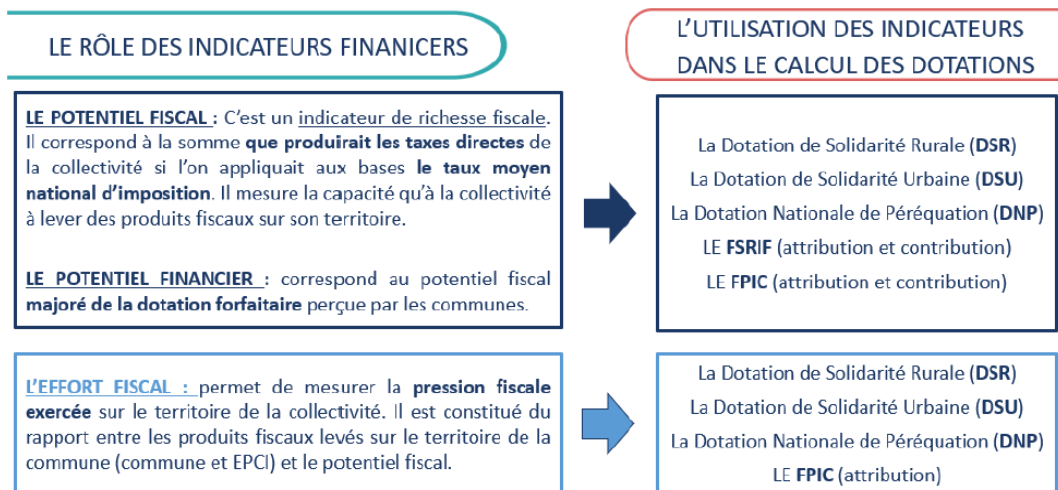 LE RÔLE DES INDICATEURS FINANICERS
L'UTILISATION DES INDICATEURS
DANS LE CALCUL DES DOTATIONS
LE POTENTIEL FISCAL : C'est un indicateur de richesse fiscale.
Il correspond à la somme que produirait les taxes directes de
la collectivité si l'on appliquait aux bases le taux moyen
national d'imposition. Il mesure la capacité qu'à la collectivité
à lever des produits fiscaux sur son territoire.
LE POTENTIEL FINANCIER : correspond au potentiel fiscal
majoré de la dotation forfaitaire perçue par les communes.
La Dotation de Solidarité Rurale (DSR)
La Dotation de Solidarité Urbaine (DSU)
La Dotation Nationale de Péréquation (DNP)
LE FSRIF (attribution et contribution)
LE FPIC (attribution et contribution)
L'EFFORT FISCAL : permet de mesurer la pression fiscale
exercée sur le territoire de la collectivité. Il est constitué du
rapport entre les produits fiscaux levés sur le territoire de la
commune (commune et EPCI) et le potentiel fiscal.
La Dotation de Solidarité Rurale (DSR)
La Dotation de Solidarité Urbaine (DSU)
La Dotation Nationale de Péréquation (DNP)
LE FPIC (attribution)